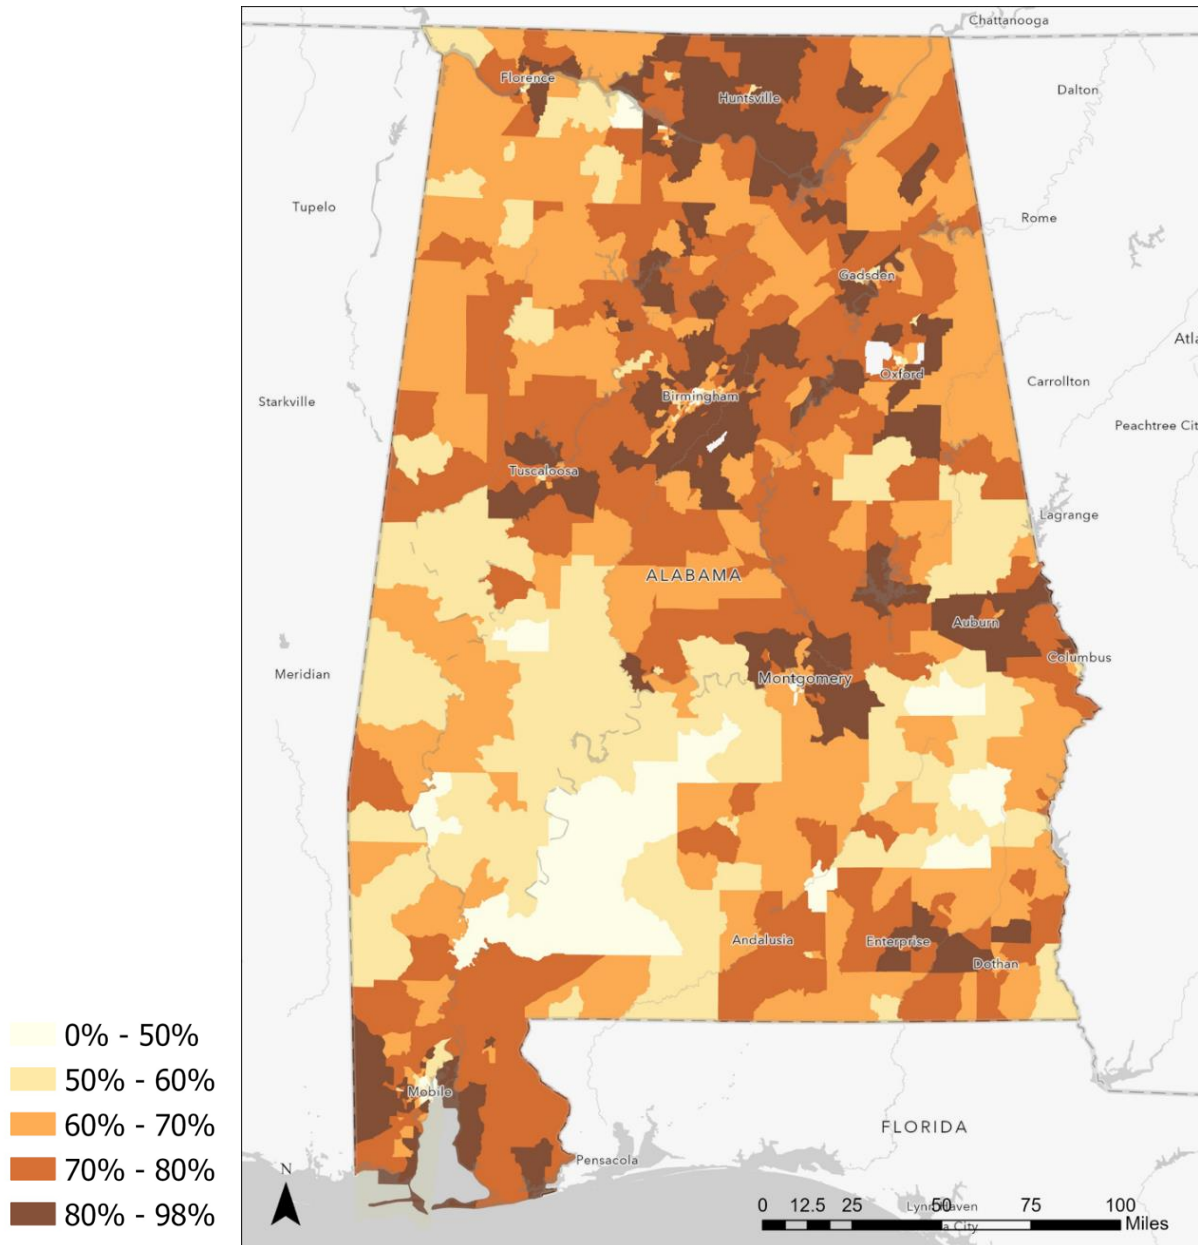 Chattanooga
Florence
Huntsville
Dalton
Tupelo
Rome
Gadsden
Atla
Oxford
Carrollton
Birmingham
Starkville
Peachtree Cit
Tuscaloosa
Lagrange
ALABAMA
Auburn
Columbus
Meridian
Montgomery
Andalusia
Enterprise
Dothan
0% - 50%
50% - 60%
60% - 70%
70% - 80%
80% - 98%
Mobile
FLORIDA
Pensacola
N
0 12.5 25 50 75 100
Miles